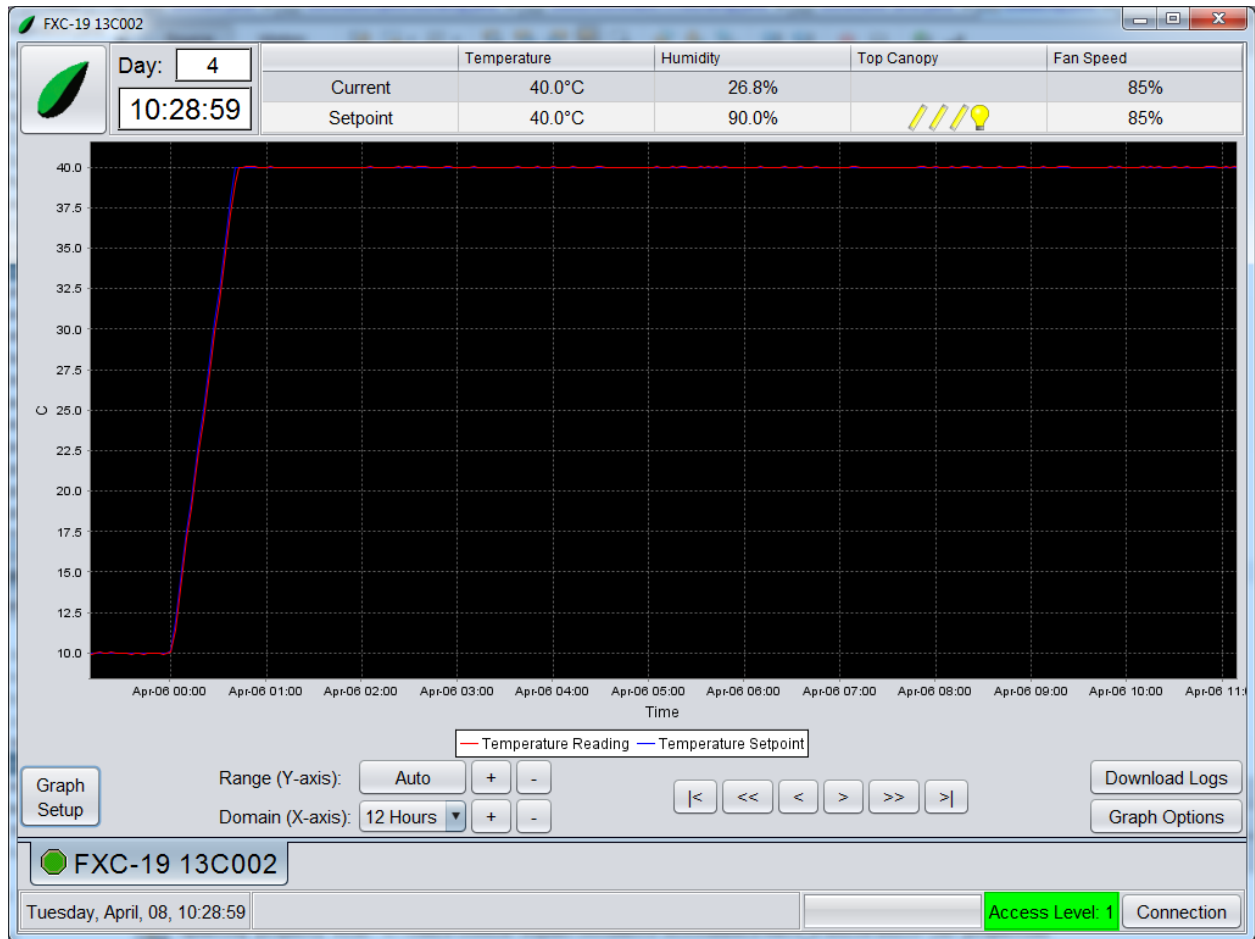 FXC-19 13C002
Day: 4
10:28:59
Temperature Humidity Top Canopy Fan Speed
Current 40.0°C 26.8% 85%
Setpoint 40.0°C 90.0% 85%
40.0
37.5
35.0
32.5
30.0
27.5
C 25.0
22.5
20.0
17.5
15.0
12.5
10.0
Apr-06 00:00 Apr-06 01:00 Apr-06 02:00 Apr-06 03:00 Apr-06 04:00 Apr-06 05:00 Apr-06 06:00 Apr-06 07:00 Apr-06 08:00 Apr-06 09:00 Apr-06 10:00 Apr-06 11:
Time
Temperature Reading Temperature Setpoint
Graph Setup
Range (Y-axis): Auto + -
Domain (X-axis): 12 Hours + -
|< << < > >> >|
Download Logs
Graph Options
FXC-19 13C002
Tuesday, April, 08, 10:28:59 Access Level: 1 Connection